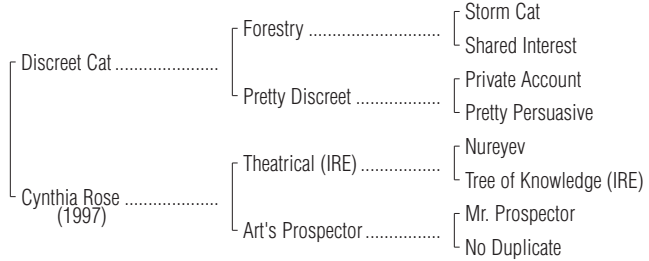 Storm Cat
Forestry ...........................
Shared Interest
Discreet Cat ......................
Private Account
Pretty Discreet .................
Pretty Persuasive
Nureyev
Theatrical (IRE) ................
Tree of Knowledge (IRE)
Cynthia Rose ....................
(1997)
Mr. Prospector
Art's Prospector ................
No Duplicate